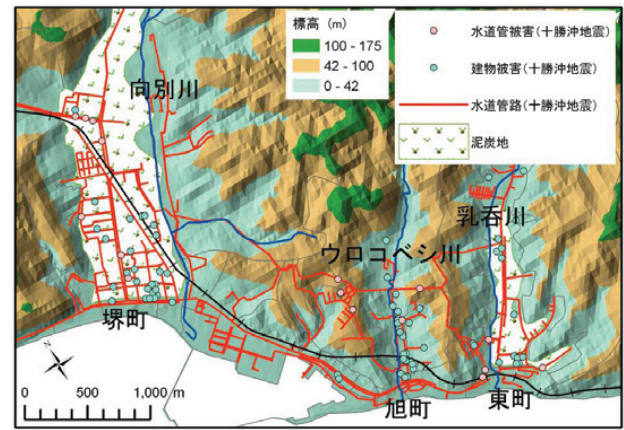 標高 (m)
100 - 175
42 - 100
0 - 42
水道管被害(十勝沖地震)
建物被害(十勝沖地震)
水道管路(十勝沖地震)
泥炭地
向別川
乳呑川
ウロコベシ川
堺町
旭町
東町
N
0 500 1,000 m